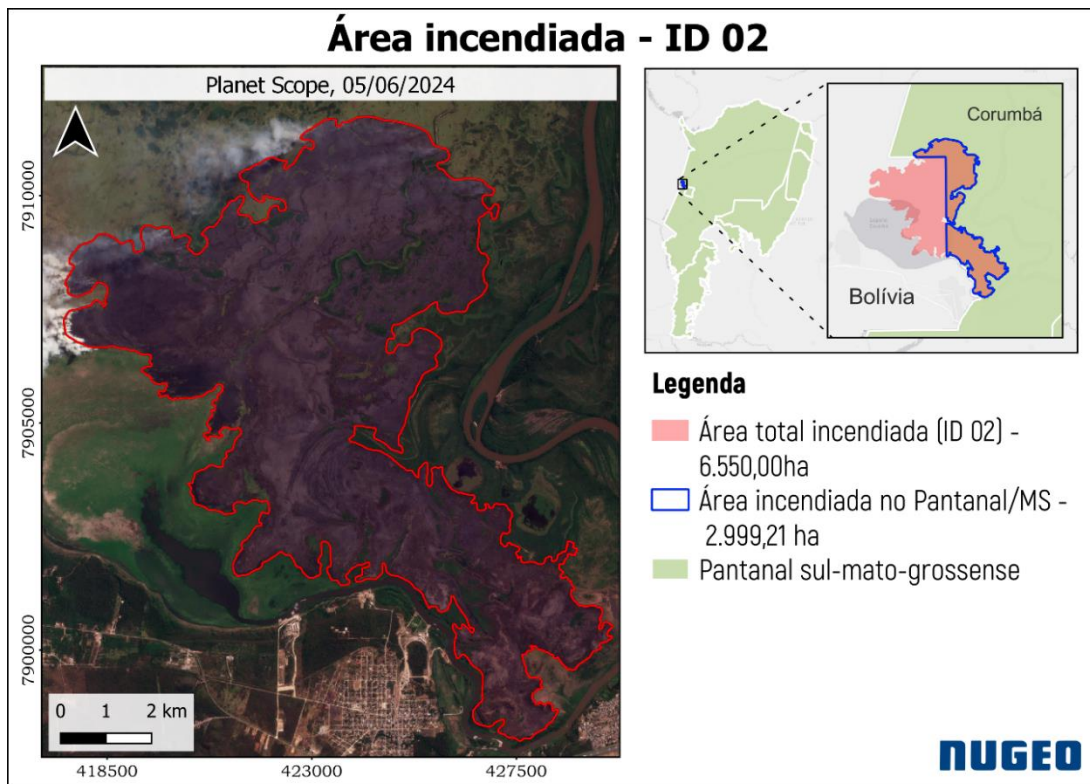 Área incendiada - ID 02
Planet Scope, 05/06/2024
7910000
7905000
7900000
0 1 2 km
418500 423000 427500
Corumbá
Bolívia
Legenda
Área total incendiada (ID 02) -
6.550,00ha
Área incendiada no Pantanal/MS -
2.999,21 ha
Pantanal sul-mato-grossense
NUGEO